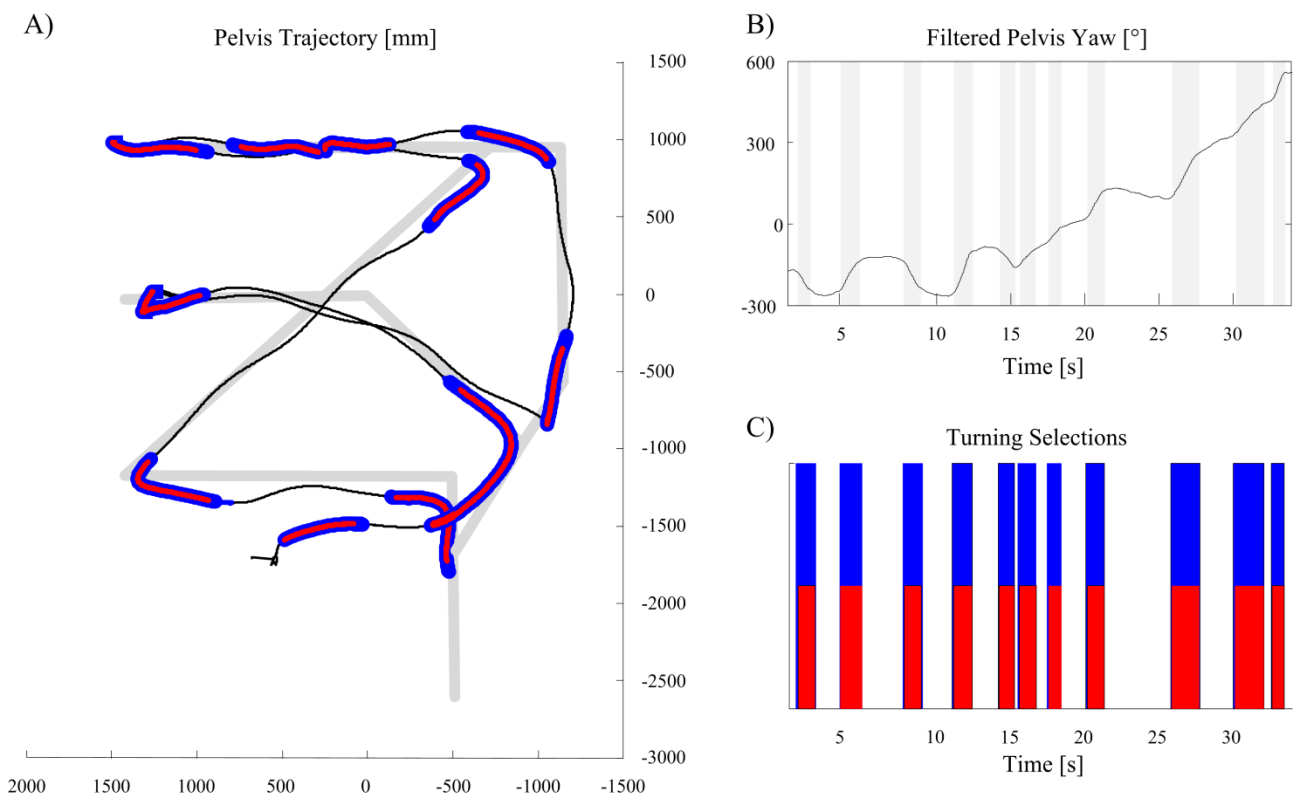 A)
Pelvis Trajectory [mm]
1500
1000
500
0
-500
-1000
-1500
-2000
-2500
-3000
2000 1500 1000 500 0 -500 -1000 -1500
B)
Filtered Pelvis Yaw [°]
600
300
0
-300
5 10 15 20 25 30
Time [s]
C)
Turning Selections
5 10 15 20 25 30
Time [s]